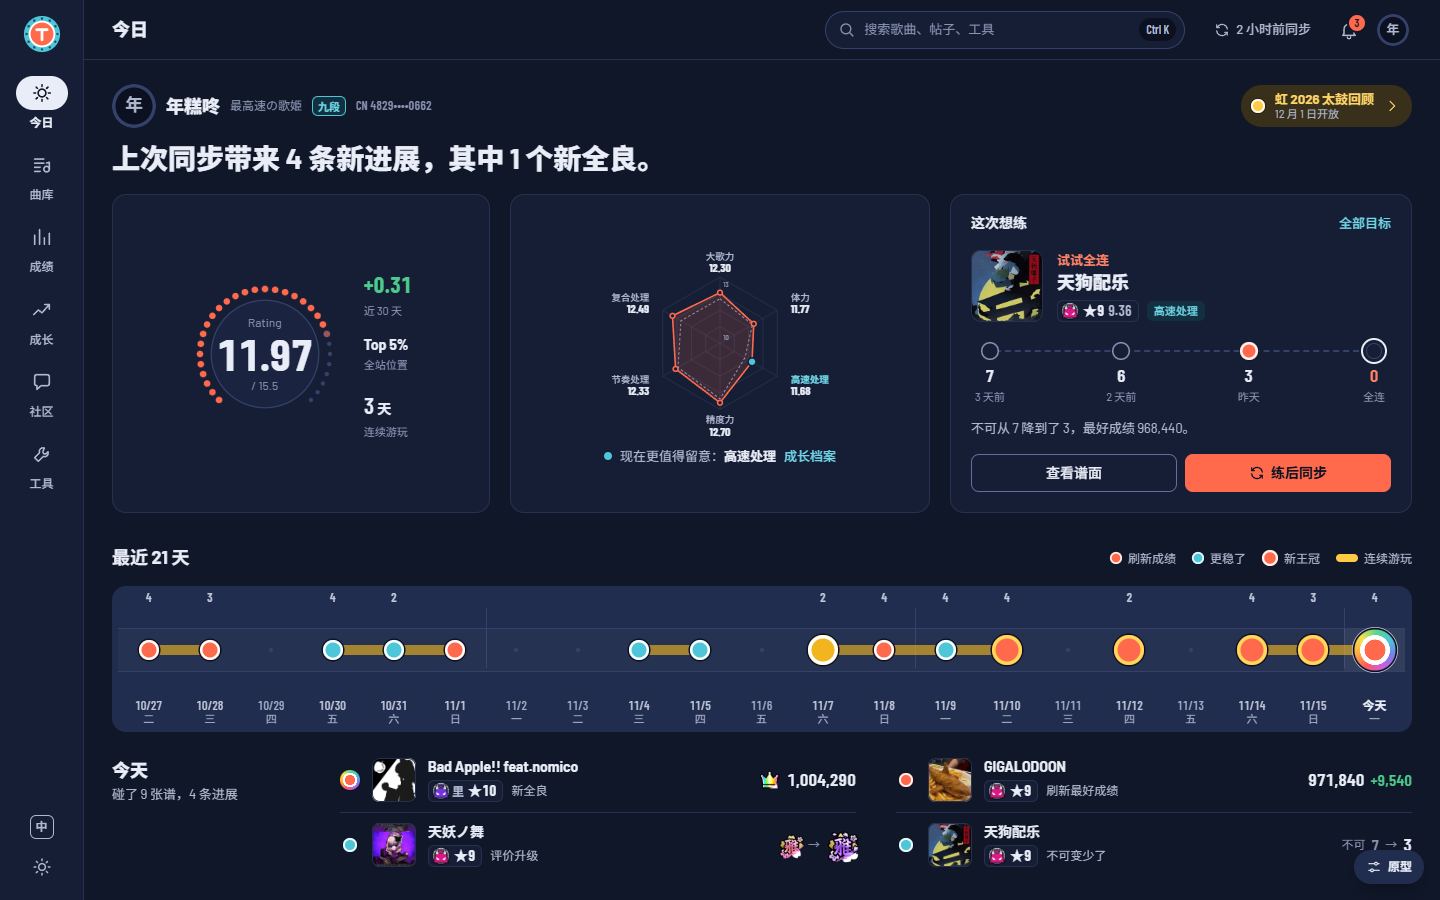 T
今日
搜索歌曲、帖子、工具
Ctrl K
2 小时前同步
3
年
今日
曲库
成绩
成长
社区
工具
中
年
年糕咚
最高速の歌姫
九段
CN 4829••••0662
虹 2026 太鼓回顾
12 月 1 日开放
上次同步带来 4 条新进展，其中 1 个新全良。
Rating
11.97
/ 15.5
+0.31
近 30 天
Top 5%
全站位置
3 天
连续游玩
大歌力
12.30
体力
11.77
高速处理
11.68
精度力
12.70
节奏处理
12.33
复合处理
12.49
13
10
现在更值得留意：高速处理 成长档案
这次想练
全部目标
试试全连
天狗配乐
★9 9.36
高速处理
7
3 天前
6
2 天前
3
昨天
0
全连
不可从 7 降到了 3，最好成绩 968,440。
查看谱面
练后同步
最近 21 天
刷新成绩
更稳了
新王冠
连续游玩
4 3 4 2 2 4 4 4 2 4 3 4
10/27 10/28 10/29 10/30 10/31 11/1 11/2 11/3 11/4 11/5 11/6 11/7 11/8 11/9 11/10 11/11 11/12 11/13 11/14 11/15 今天
二 三 四 五 六 日 一 二 三 四 五 六 日 一 二 三 四 五 六 日 一
今天
碰了 9 张谱，4 条进展
Bad Apple!! feat.nomico
里 ★10 新全良
1,004,290
GIGALODOON
★9 刷新最好成绩
971,840 +9,540
天妖ノ舞
★9 评价升级
雅 → 雅
天狗配乐
★9 不可变少了
不可 7 → 3
原型